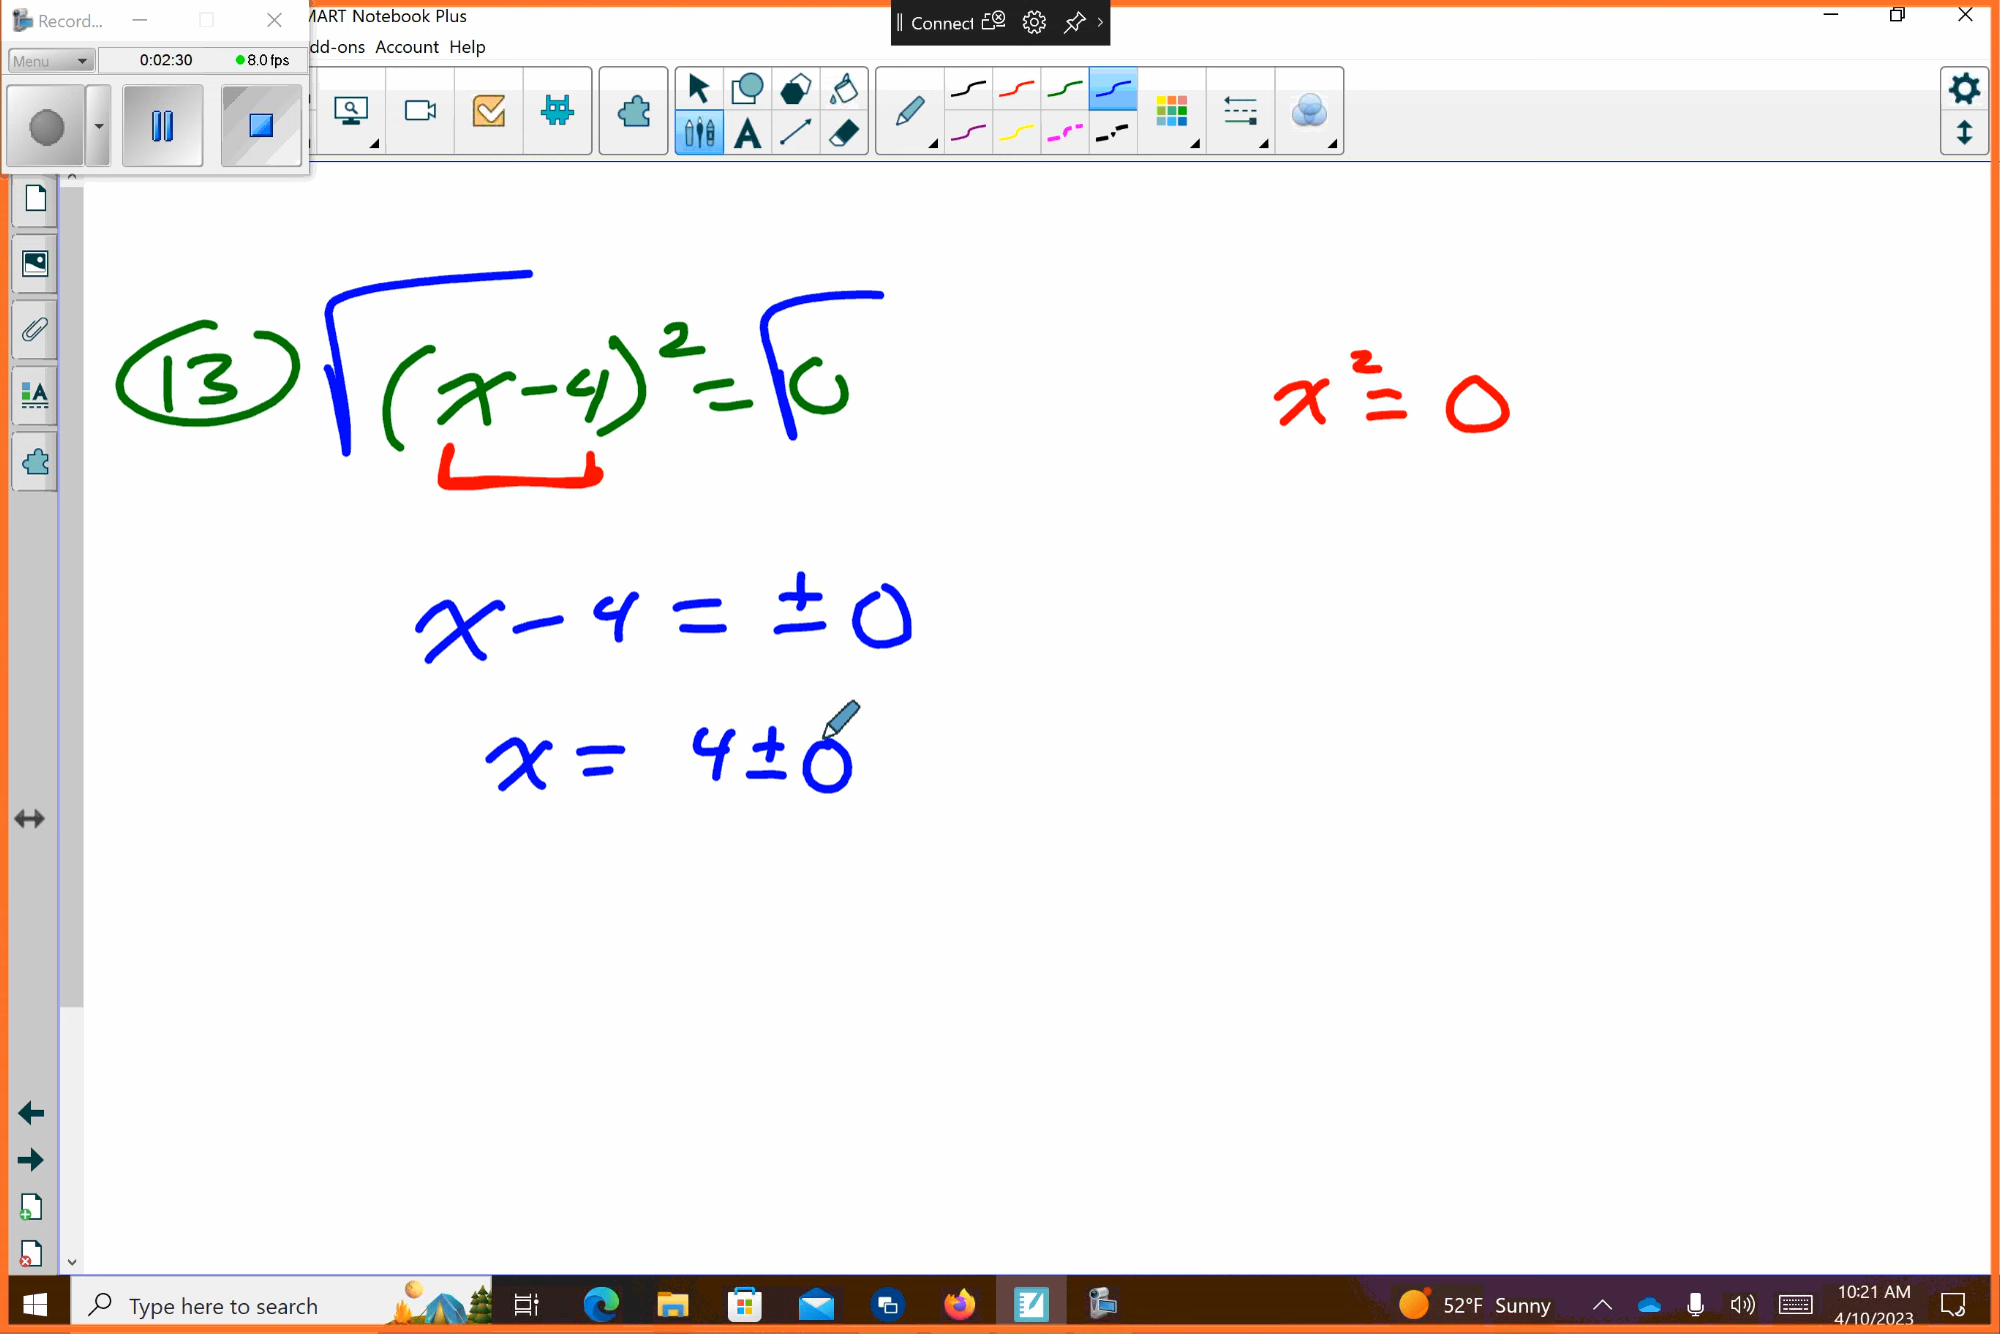 Record...
MART Notebook Plus
Connect
dd-ons Account Help
Menu 0:02:30 8.0 fps
13 √(x-4)² = √0
x² = 0
x - 4 = ± 0
x = 4 ± 0
Type here to search
52°F Sunny
10:21 AM
4/10/2023